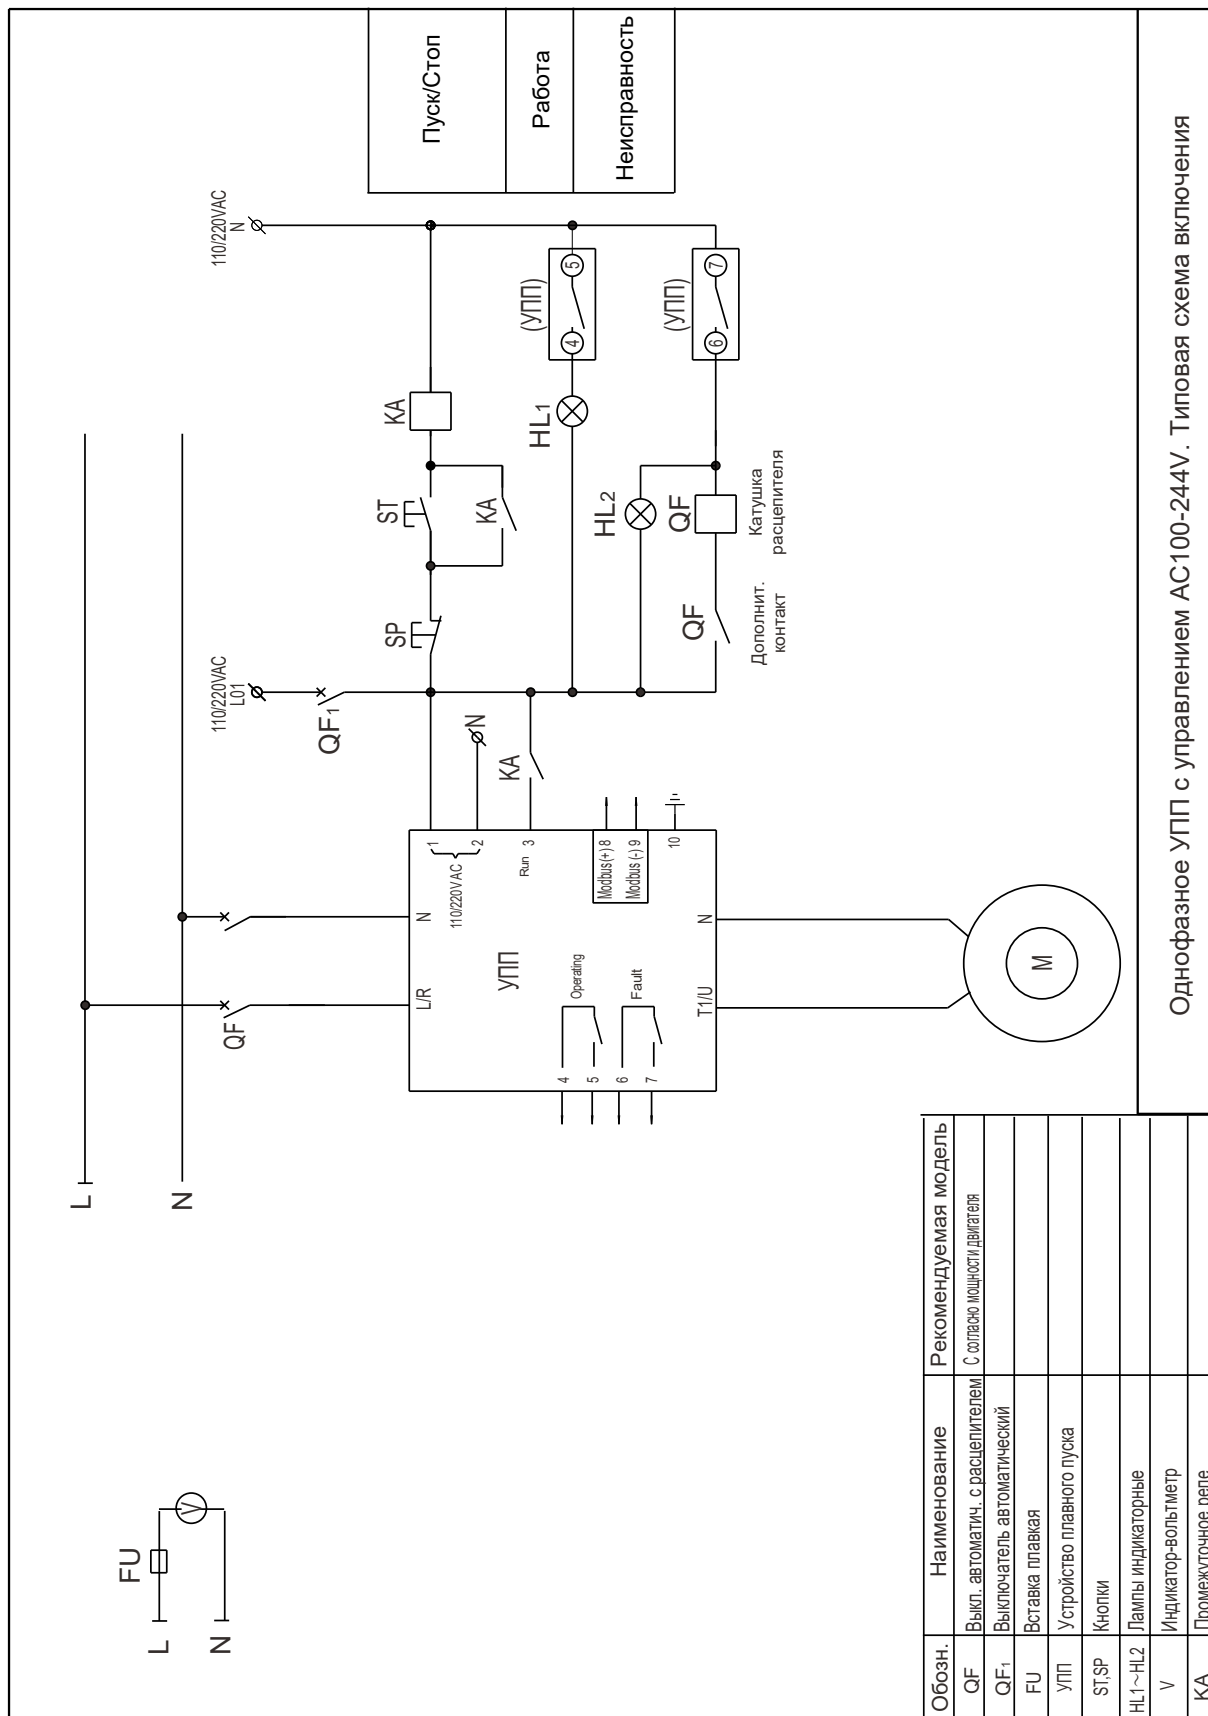 L
FU
N
V
L
N
QF
L/R
N
УПП
110/220VAC
1
2
Run 3
Operating
Fault
4
5
6
7
Modbus(+) 8
Modbus (-) 9
10
T1/U
N
M
110/220VAC
L01
QF1
N
KA
110/220VAC
N
SP
ST
KA
KA
HL1
(УПП)
4
5
HL2
QF
QF
Дополнит.
контакт
Катушка
расцепителя
(УПП)
6
7
Пуск/Стоп
Работа
Неисправность
Обозн. Наименование Рекомендуемая модель
QF Выкл. автоматич. с расцепителем С согласно мощности двигателя
QF1 Выключатель автоматический
FU Вставка плавкая
УПП Устройство плавного пуска
ST,SP Кнопки
HL1~HL2 Лампы индикаторные
V Индикатор-вольтметр
KA Промежуточное реле
Однофазное УПП с управлением AC100-244V. Типовая схема включения